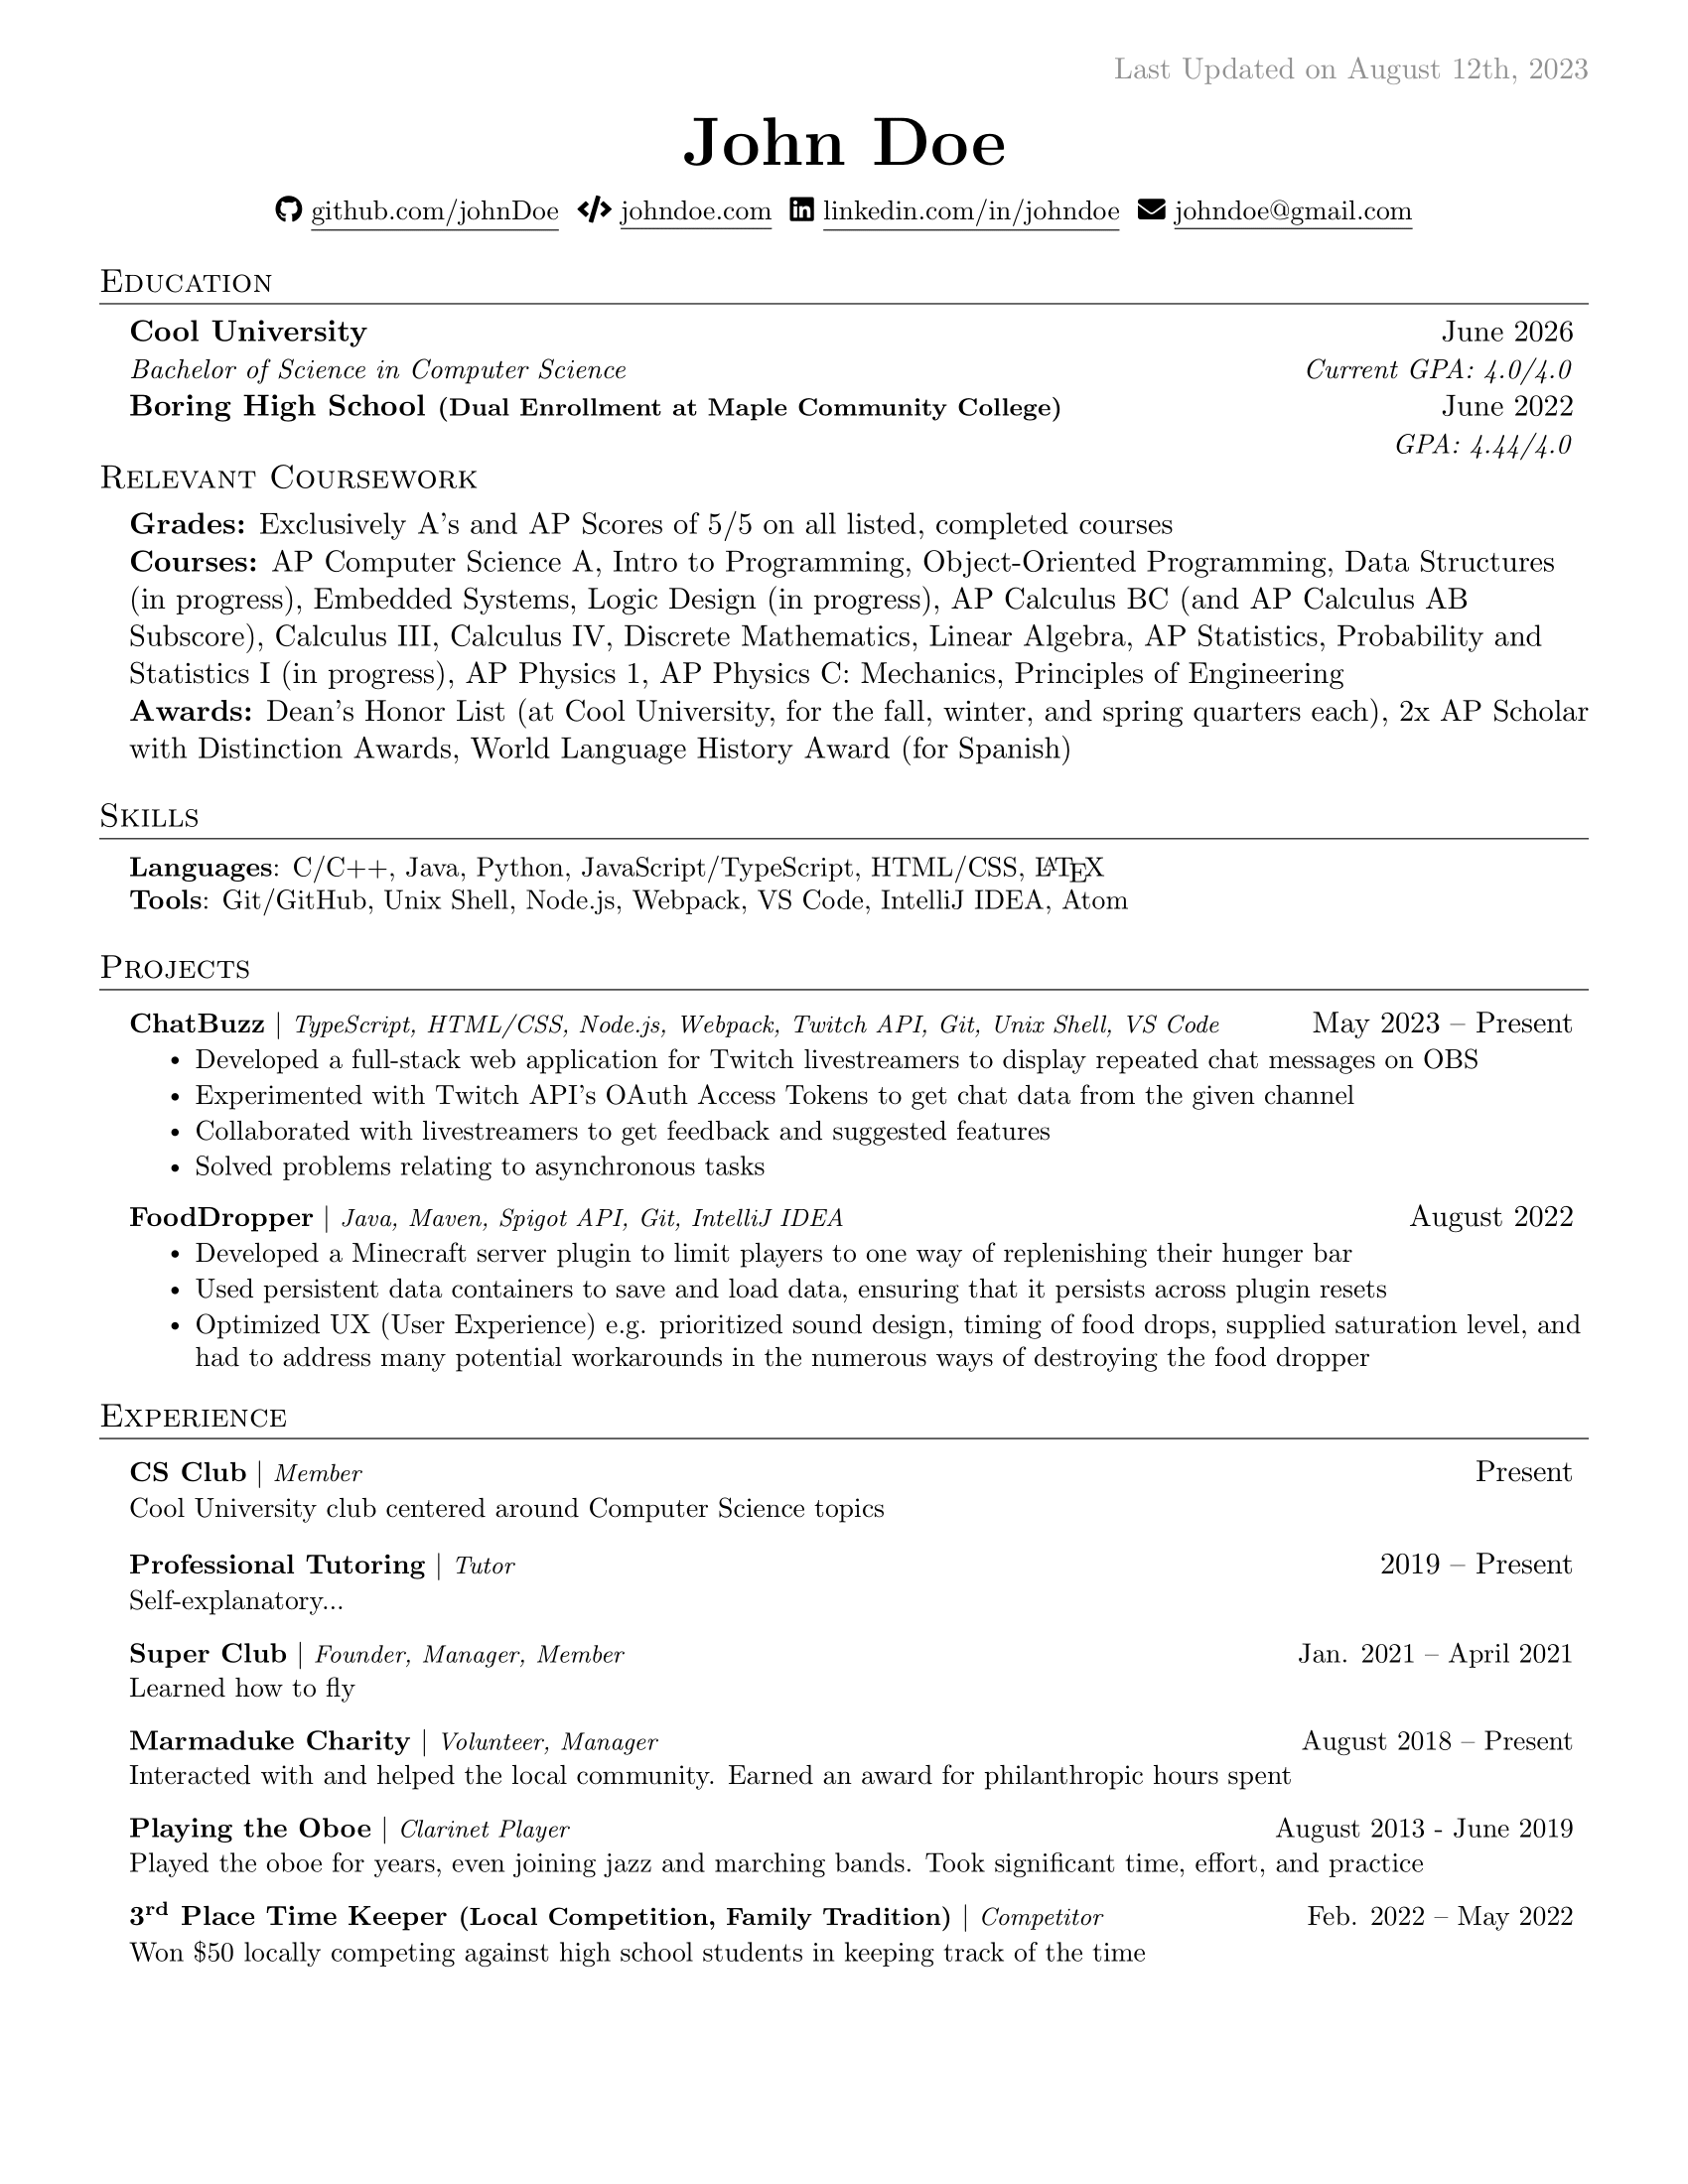 Last Updated on August 12th, 2023
John Doe
github.com/johnDoe johndoe.com linkedin.com/in/johndoe johndoe@gmail.com
Education
Cool University June 2026
Bachelor of Science in Computer Science Current GPA: 4.0/4.0
Boring High School (Dual Enrollment at Maple Community College) June 2022
GPA: 4.44/4.0
Relevant Coursework
Grades: Exclusively A's and AP Scores of 5/5 on all listed, completed courses
Courses: AP Computer Science A, Intro to Programming, Object-Oriented Programming, Data Structures
(in progress), Embedded Systems, Logic Design (in progress), AP Calculus BC (and AP Calculus AB
Subscore), Calculus III, Calculus IV, Discrete Mathematics, Linear Algebra, AP Statistics, Probability and
Statistics I (in progress), AP Physics 1, AP Physics C: Mechanics, Principles of Engineering
Awards: Dean's Honor List (at Cool University, for the fall, winter, and spring quarters each), 2x AP Scholar
with Distinction Awards, World Language History Award (for Spanish)
Skills
Languages: C/C++, Java, Python, JavaScript/TypeScript, HTML/CSS, LATEX
Tools: Git/GitHub, Unix Shell, Node.js, Webpack, VS Code, IntelliJ IDEA, Atom
Projects
ChatBuzz | TypeScript, HTML/CSS, Node.js, Webpack, Twitch API, Git, Unix Shell, VS Code May 2023 – Present
• Developed a full-stack web application for Twitch livestreamers to display repeated chat messages on OBS
• Experimented with Twitch API's OAuth Access Tokens to get chat data from the given channel
• Collaborated with livestreamers to get feedback and suggested features
• Solved problems relating to asynchronous tasks
FoodDropper | Java, Maven, Spigot API, Git, IntelliJ IDEA August 2022
• Developed a Minecraft server plugin to limit players to one way of replenishing their hunger bar
• Used persistent data containers to save and load data, ensuring that it persists across plugin resets
• Optimized UX (User Experience) e.g. prioritized sound design, timing of food drops, supplied saturation level, and
had to address many potential workarounds in the numerous ways of destroying the food dropper
Experience
CS Club | Member Present
Cool University club centered around Computer Science topics
Professional Tutoring | Tutor 2019 – Present
Self-explanatory...
Super Club | Founder, Manager, Member Jan. 2021 – April 2021
Learned how to fly
Marmaduke Charity | Volunteer, Manager August 2018 – Present
Interacted with and helped the local community. Earned an award for philanthropic hours spent
Playing the Oboe | Clarinet Player August 2013 - June 2019
Played the oboe for years, even joining jazz and marching bands. Took significant time, effort, and practice
3rd Place Time Keeper (Local Competition, Family Tradition) | Competitor Feb. 2022 – May 2022
Won $50 locally competing against high school students in keeping track of the time